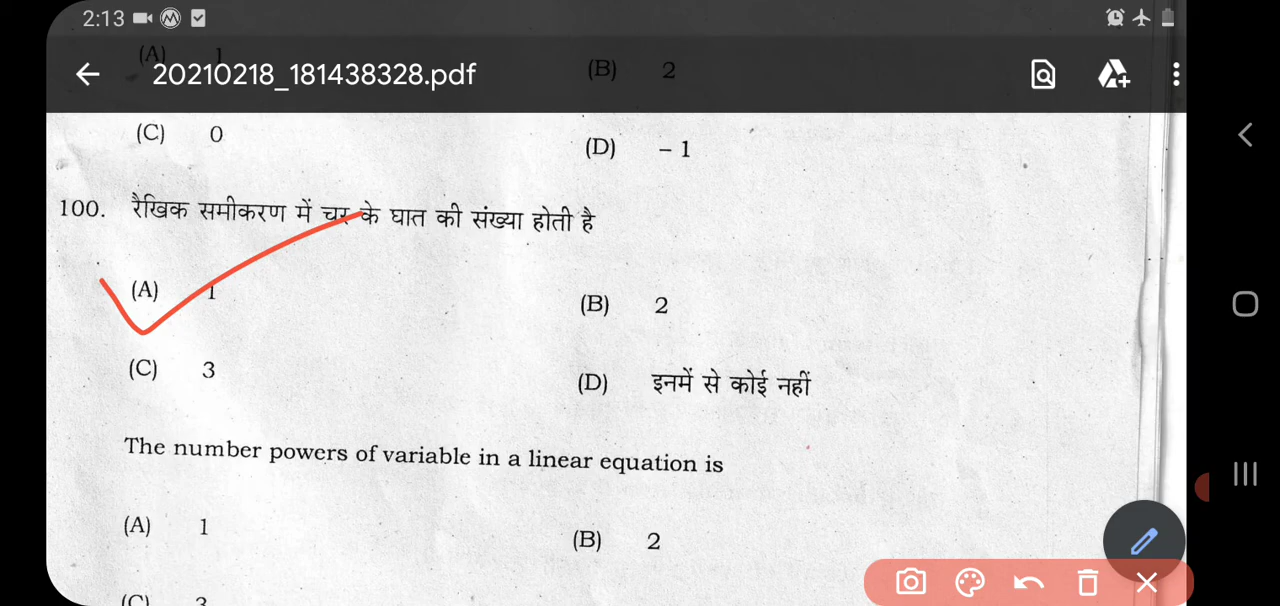 2:13
(A) 1
20210218_181438328.pdf
(B) 2
(C) 0
(D) – 1
100. रैखिक समीकरण में चर के घात की संख्या होती है
(A) 1
(B) 2
(C) 3
(D) इनमें से कोई नहीं
The number powers of variable in a linear equation is
(A) 1
(B) 2
(C) 3